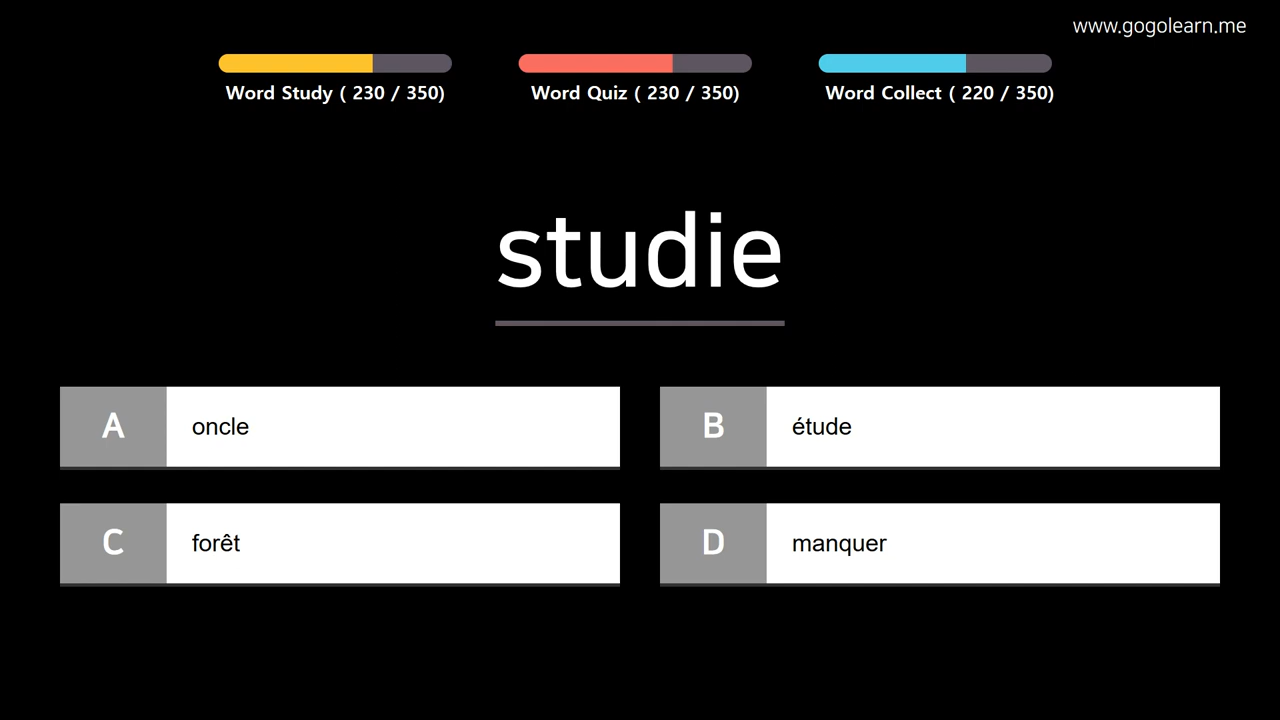 www.gogolearn.me
Word Study ( 230 / 350)
Word Quiz ( 230 / 350)
Word Collect ( 220 / 350)
studie
A oncle
B étude
C forêt
D manquer